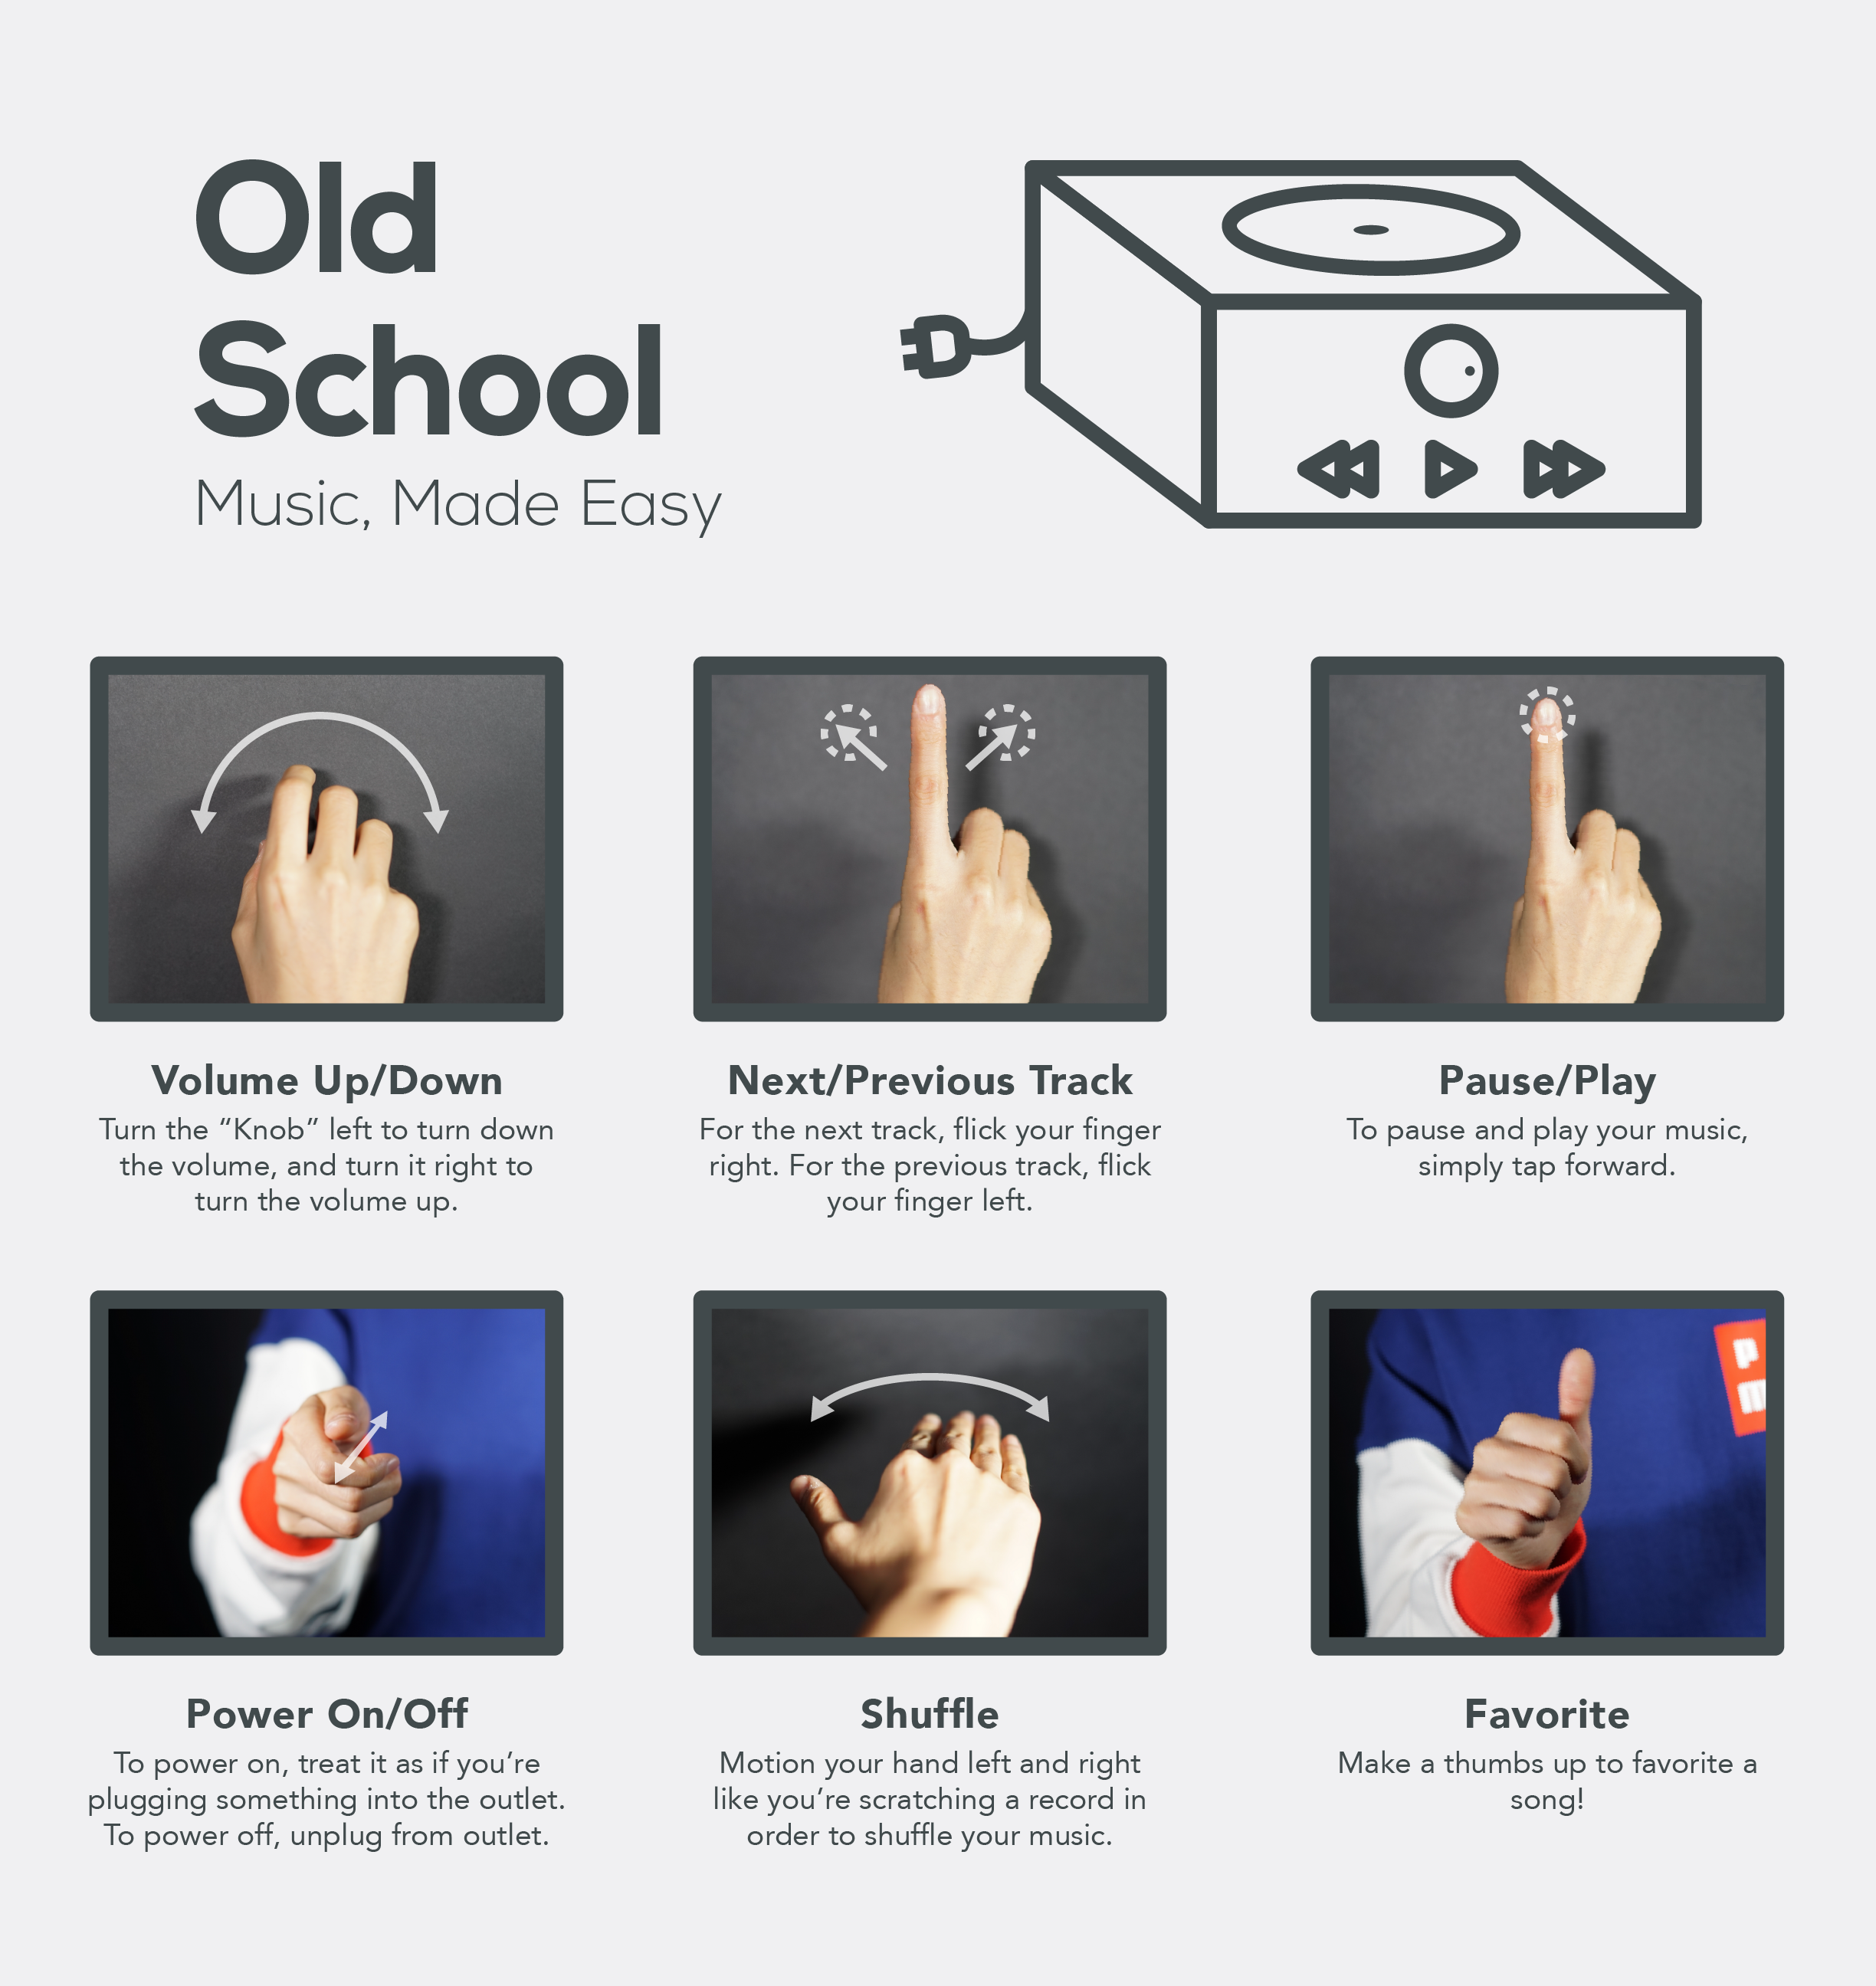 Old
School
Music, Made Easy
Volume Up/Down
Turn the “Knob” left to turn down
the volume, and turn it right to
turn the volume up.
Next/Previous Track
For the next track, flick your finger
right. For the previous track, flick
your finger left.
Pause/Play
To pause and play your music,
simply tap forward.
Power On/Off
To power on, treat it as if you’re
plugging something into the outlet.
To power off, unplug from outlet.
Shuffle
Motion your hand left and right
like you’re scratching a record in
order to shuffle your music.
P
M
Favorite
Make a thumbs up to favorite a
song!